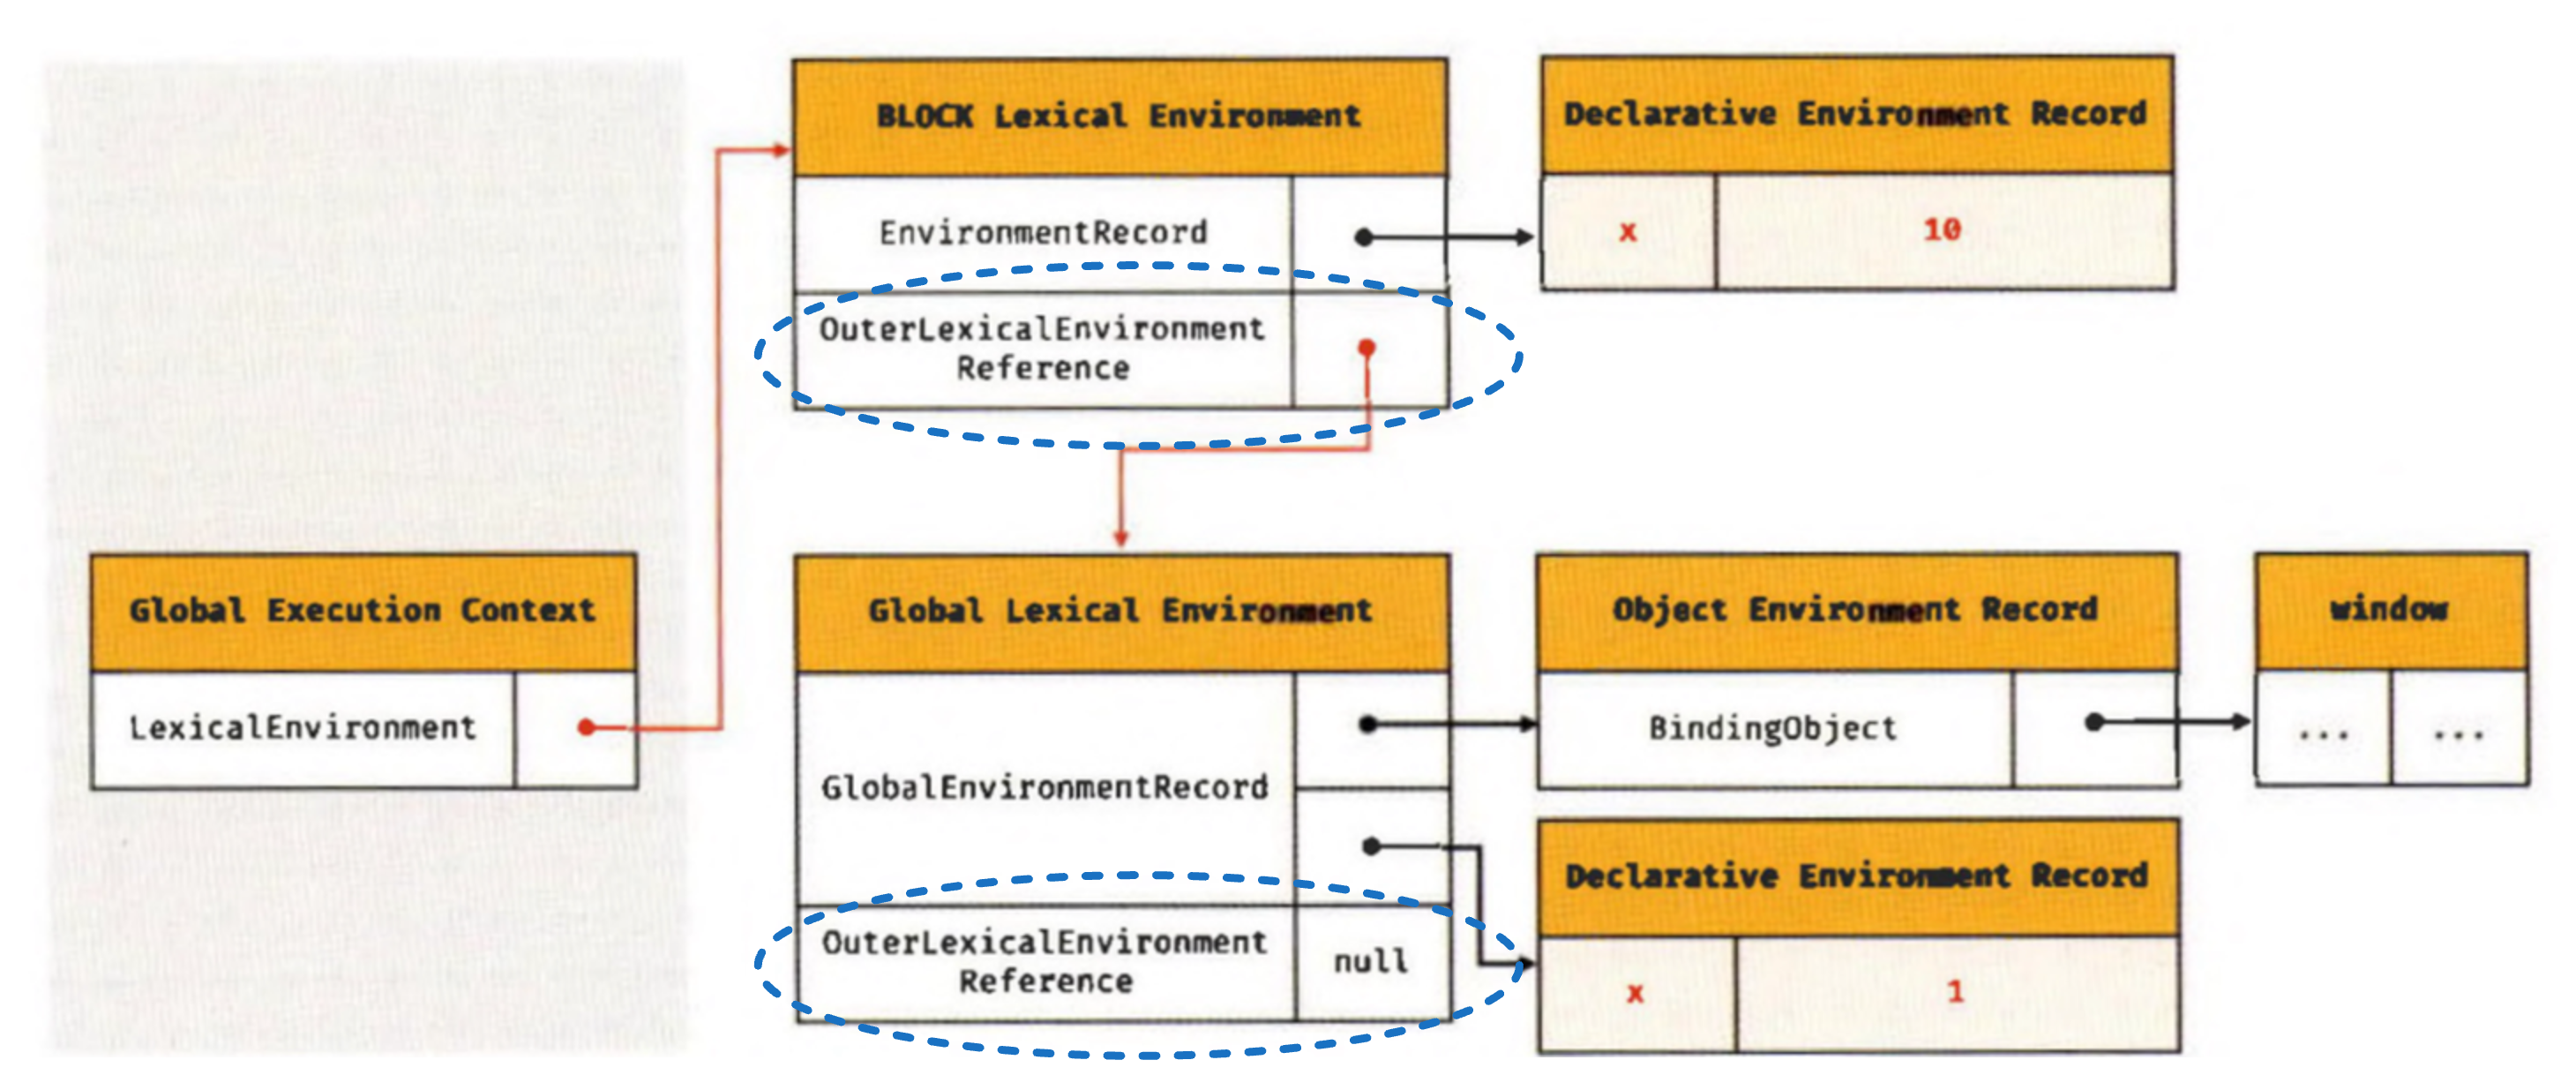 BLOCK Lexical Environment
EnvironmentRecord
OuterLexicalEnvironment
Reference
Declarative Environment Record
x
10
Global Execution Context
LexicalEnvironment
Global Lexical Environment
GlobalEnvironmentRecord
OuterLexicalEnvironment
Reference
null
Object Environment Record
BindingObject
window
...
...
Declarative Environment Record
x
1